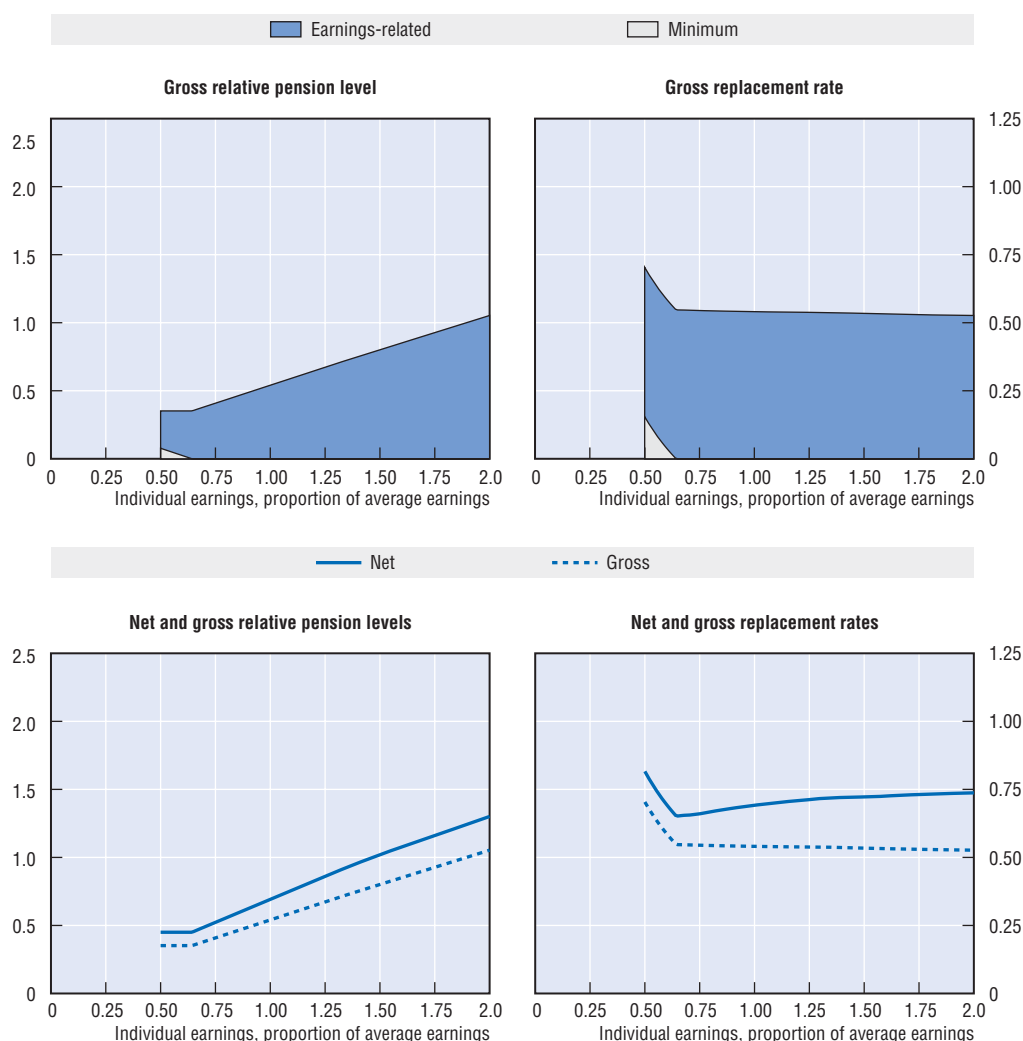 Earnings-related Minimum
Gross relative pension level
2.5
2.0
1.5
1.0
0.5
0
0 0.25 0.50 0.75 1.00 1.25 1.50 1.75 2.0
Individual earnings, proportion of average earnings
Gross replacement rate
1.25
1.00
0.75
0.50
0.25
0
0 0.25 0.50 0.75 1.00 1.25 1.50 1.75 2.0
Individual earnings, proportion of average earnings
Net Gross
Net and gross relative pension levels
2.5
2.0
1.5
1.0
0.5
0
0 0.25 0.50 0.75 1.00 1.25 1.50 1.75 2.0
Individual earnings, proportion of average earnings
Net and gross replacement rates
1.25
1.00
0.75
0.50
0.25
0
0 0.25 0.50 0.75 1.00 1.25 1.50 1.75 2.0
Individual earnings, proportion of average earnings